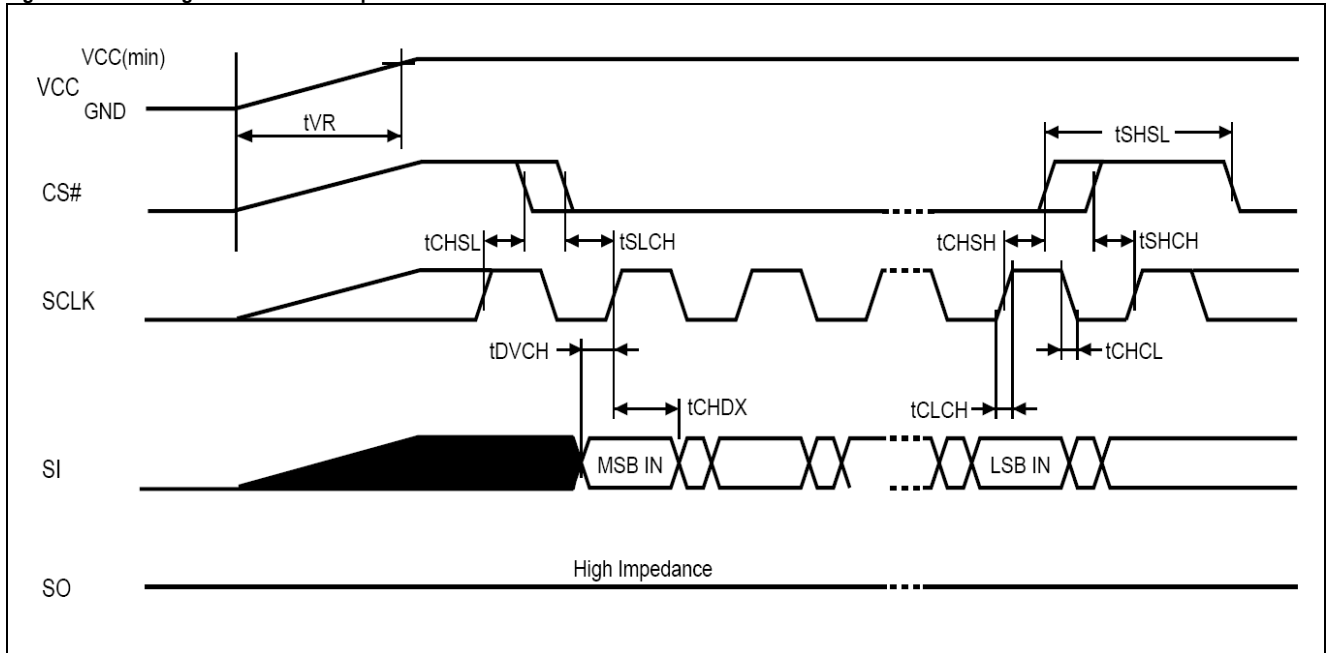 VCC(min)
VCC
GND
tVR
tSHSL
CS#
tCHSL
tSLCH
tCHSH
tSHCH
SCLK
tDVCH
tCHCL
tCHDX
tCLCH
SI
MSB IN
LSB IN
High Impedance
SO